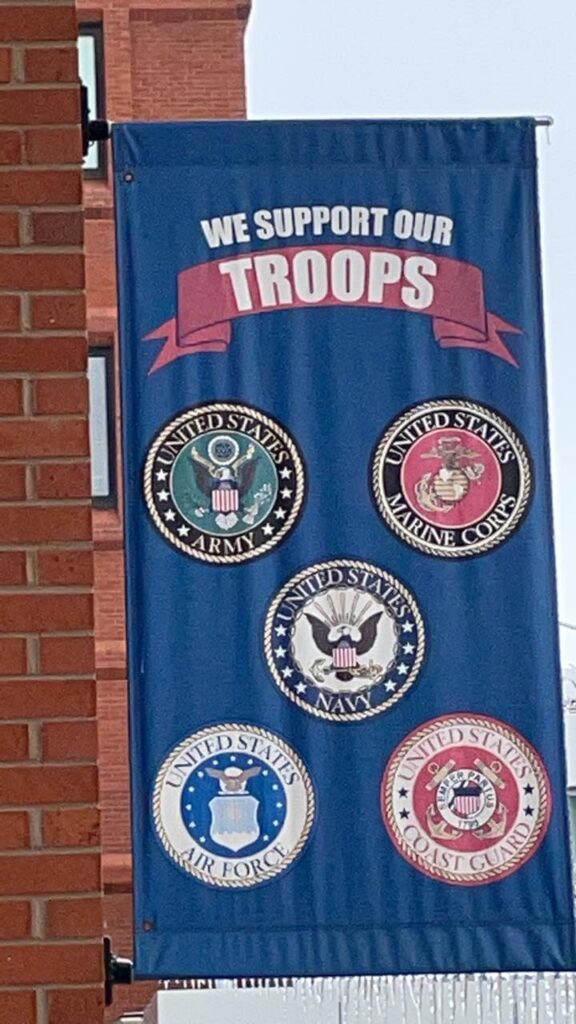 WE SUPPORT OUR
TROOPS
UNITED STATES
ARMY
UNITED STATES
MARINE CORPS
UNITED STATES
NAVY
UNITED STATES
AIR FORCE
UNITED STATES
COAST GUARD
SEMPER PARATUS
1790